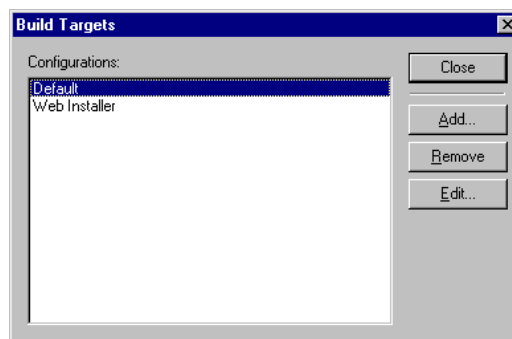 Build Targets
Configurations:
Default
Web Installer
Close
Add...
Remove
Edit...